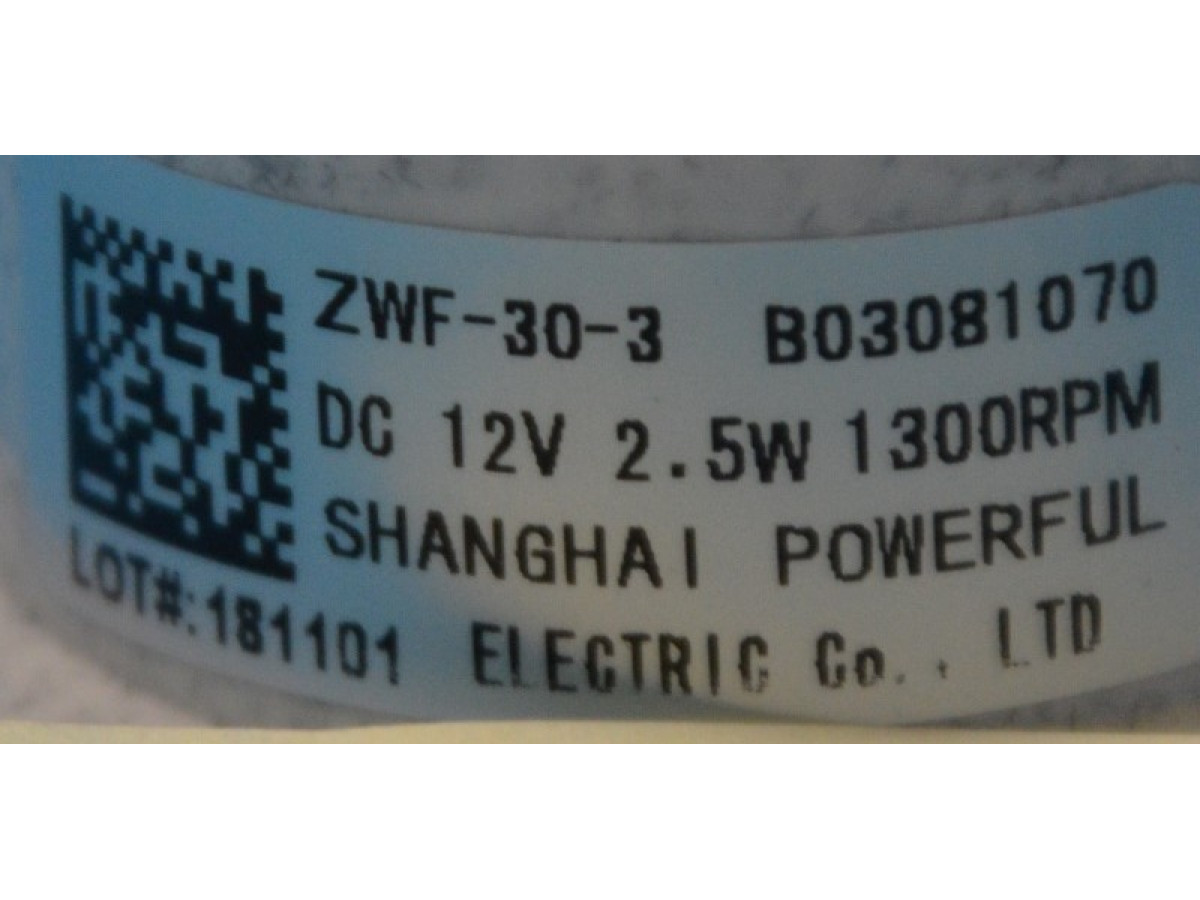 ZWF-30-3 B03081070
DC 12V 2.5W 1300RPM
SHANGHAI POWERFUL
LOT#:181101 ELECTRIC Co., LTD